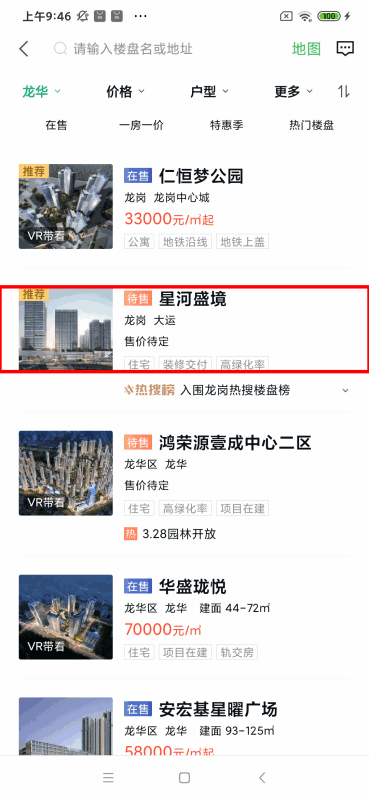 上午9:46 ··· 100
请输入楼盘名或地址 地图
龙华 价格 户型 更多
在售 一房一价 特惠季 热门楼盘
推荐
VR带看
在售 仁恒梦公园
龙岗 龙岗中心城
33000元/㎡起
公寓 地铁沿线 地铁上盖
推荐
待售 星河盛境
龙岗 大运
售价待定
住宅 装修交付 高绿化率
热搜榜 入围龙岗热搜楼盘榜
VR带看
待售 鸿荣源壹成中心二区
龙华区 龙华
售价待定
住宅 高绿化率 项目在建
热 3.28园林开放
VR带看
在售 华盛珑悦
龙华区 龙华 建面 44-72㎡
70000元/㎡
住宅 项目在建 轨交房
在售 安宏基星曜广场
龙华区 龙华 建面 93-125㎡
58000元/㎡起